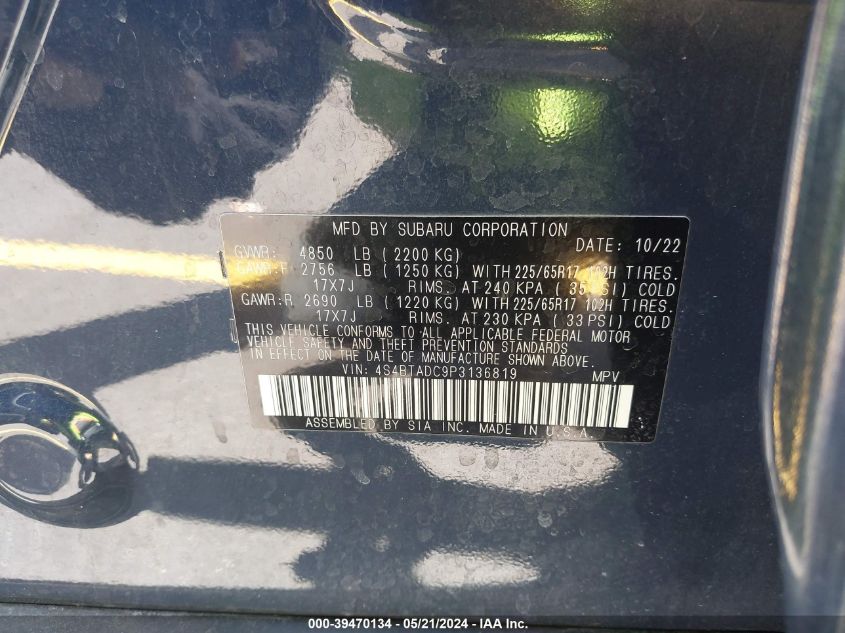 MFD BY SUBARU CORPORATION
DATE: 10/22
GVWR: 4850 LB ( 2200 KG)
GAWR:F 2756 LB ( 1250 KG) WITH 225/65R17 102H TIRES.
17X7J RIMS. AT 240 KPA ( 35 PSI) COLD
GAWR:R 2690 LB ( 1220 KG) WITH 225/65R17 102H TIRES.
17X7J RIMS. AT 230 KPA ( 33 PSI) COLD
THIS VEHICLE CONFORMS TO ALL APPLICABLE FEDERAL MOTOR
VEHICLE SAFETY AND THEFT PREVENTION STANDARDS
IN EFFECT ON THE DATE OF MANUFACTURE SHOWN ABOVE.
VIN: 4S4BTADC9P3136819 MPV
ASSEMBLED BY SIA INC. MADE IN U.S.A.
000-39470134 - 05/21/2024 - IAA Inc.